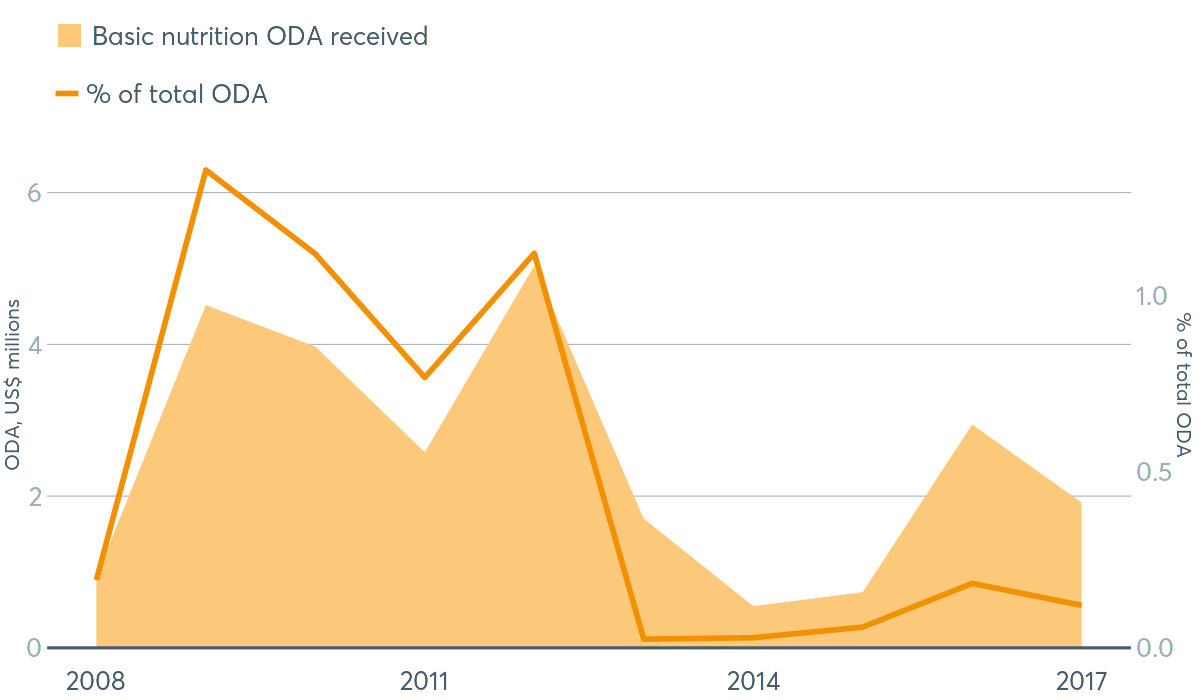 Basic nutrition ODA received
% of total ODA
6
4
2
0
ODA, US$ millions
1.0
0.5
0.0
% of total ODA
2008
2011
2014
2017